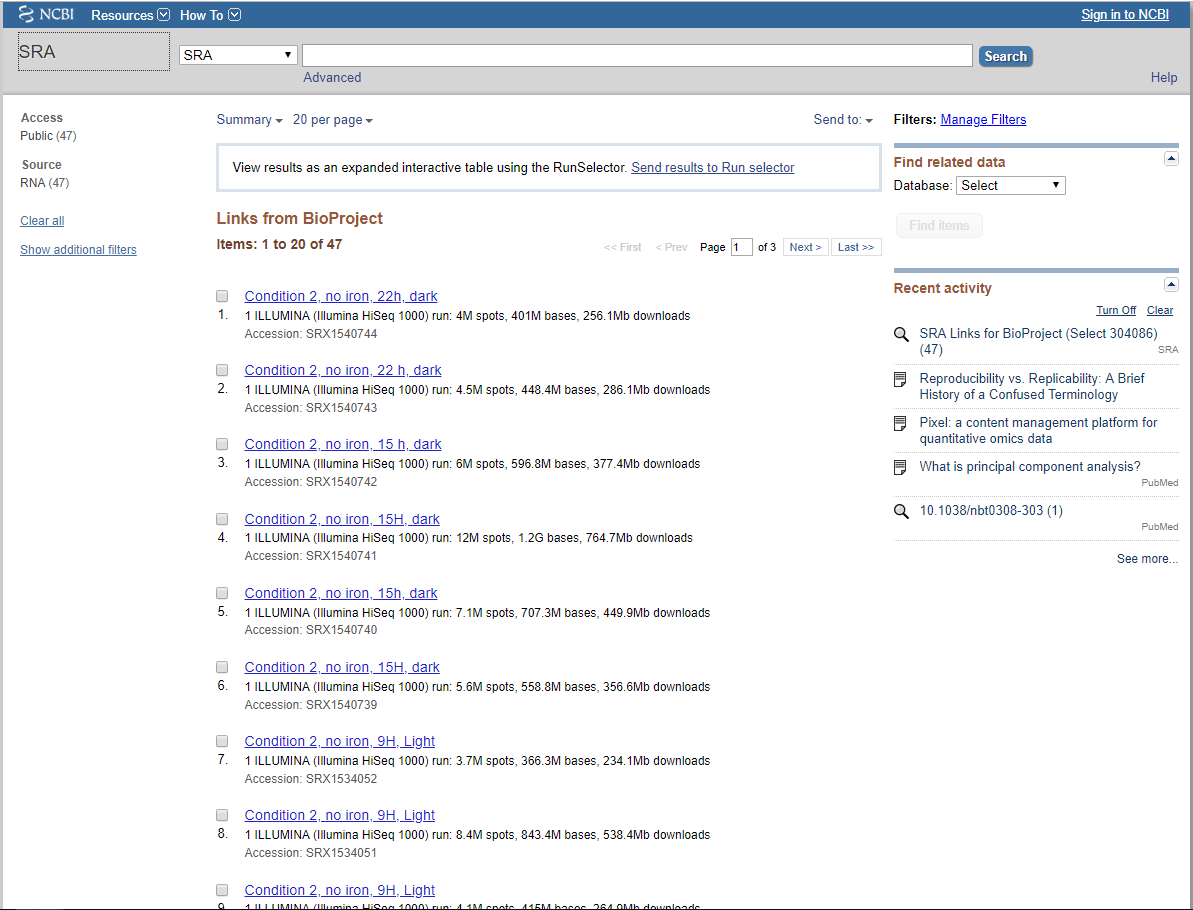 NCBI Resources How To Sign in to NCBI
SRA SRA Search
Advanced Help
Access
Public (47)
Source
RNA (47)
Clear all
Show additional filters
Summary 20 per page Send to:
View results as an expanded interactive table using the RunSelector. Send results to Run selector
Links from BioProject
Items: 1 to 20 of 47
<< First < Prev Page 1 of 3 Next > Last >>
Condition 2, no iron, 22h, dark
1. 1 ILLUMINA (Illumina HiSeq 1000) run: 4M spots, 401M bases, 256.1Mb downloads
Accession: SRX1540744
Condition 2, no iron, 22 h, dark
2. 1 ILLUMINA (Illumina HiSeq 1000) run: 4.5M spots, 448.4M bases, 286.1Mb downloads
Accession: SRX1540743
Condition 2, no iron, 15 h, dark
3. 1 ILLUMINA (Illumina HiSeq 1000) run: 6M spots, 596.8M bases, 377.4Mb downloads
Accession: SRX1540742
Condition 2, no iron, 15H, dark
4. 1 ILLUMINA (Illumina HiSeq 1000) run: 12M spots, 1.2G bases, 764.7Mb downloads
Accession: SRX1540741
Condition 2, no iron, 15h, dark
5. 1 ILLUMINA (Illumina HiSeq 1000) run: 7.1M spots, 707.3M bases, 449.9Mb downloads
Accession: SRX1540740
Condition 2, no iron, 15H, dark
6. 1 ILLUMINA (Illumina HiSeq 1000) run: 5.6M spots, 558.8M bases, 356.6Mb downloads
Accession: SRX1540739
Condition 2, no iron, 9H, Light
7. 1 ILLUMINA (Illumina HiSeq 1000) run: 3.7M spots, 366.3M bases, 234.1Mb downloads
Accession: SRX1534052
Condition 2, no iron, 9H, Light
8. 1 ILLUMINA (Illumina HiSeq 1000) run: 8.4M spots, 843.4M bases, 538.4Mb downloads
Accession: SRX1534051
Condition 2, no iron, 9H, Light
9. 1 ILLUMINA (Illumina HiSeq 1000) run: 4.1M spots, 415M bases, 264.9Mb downloads
Filters: Manage Filters
Find related data
Database: Select
Find items
Recent activity
Turn Off Clear
SRA Links for BioProject (Select 304086)
(47) SRA
Reproducibility vs. Replicability: A Brief
History of a Confused Terminology
Pixel: a content management platform for
quantitative omics data
What is principal component analysis?
PubMed
10.1038/nbt0308-303 (1)
PubMed
See more...